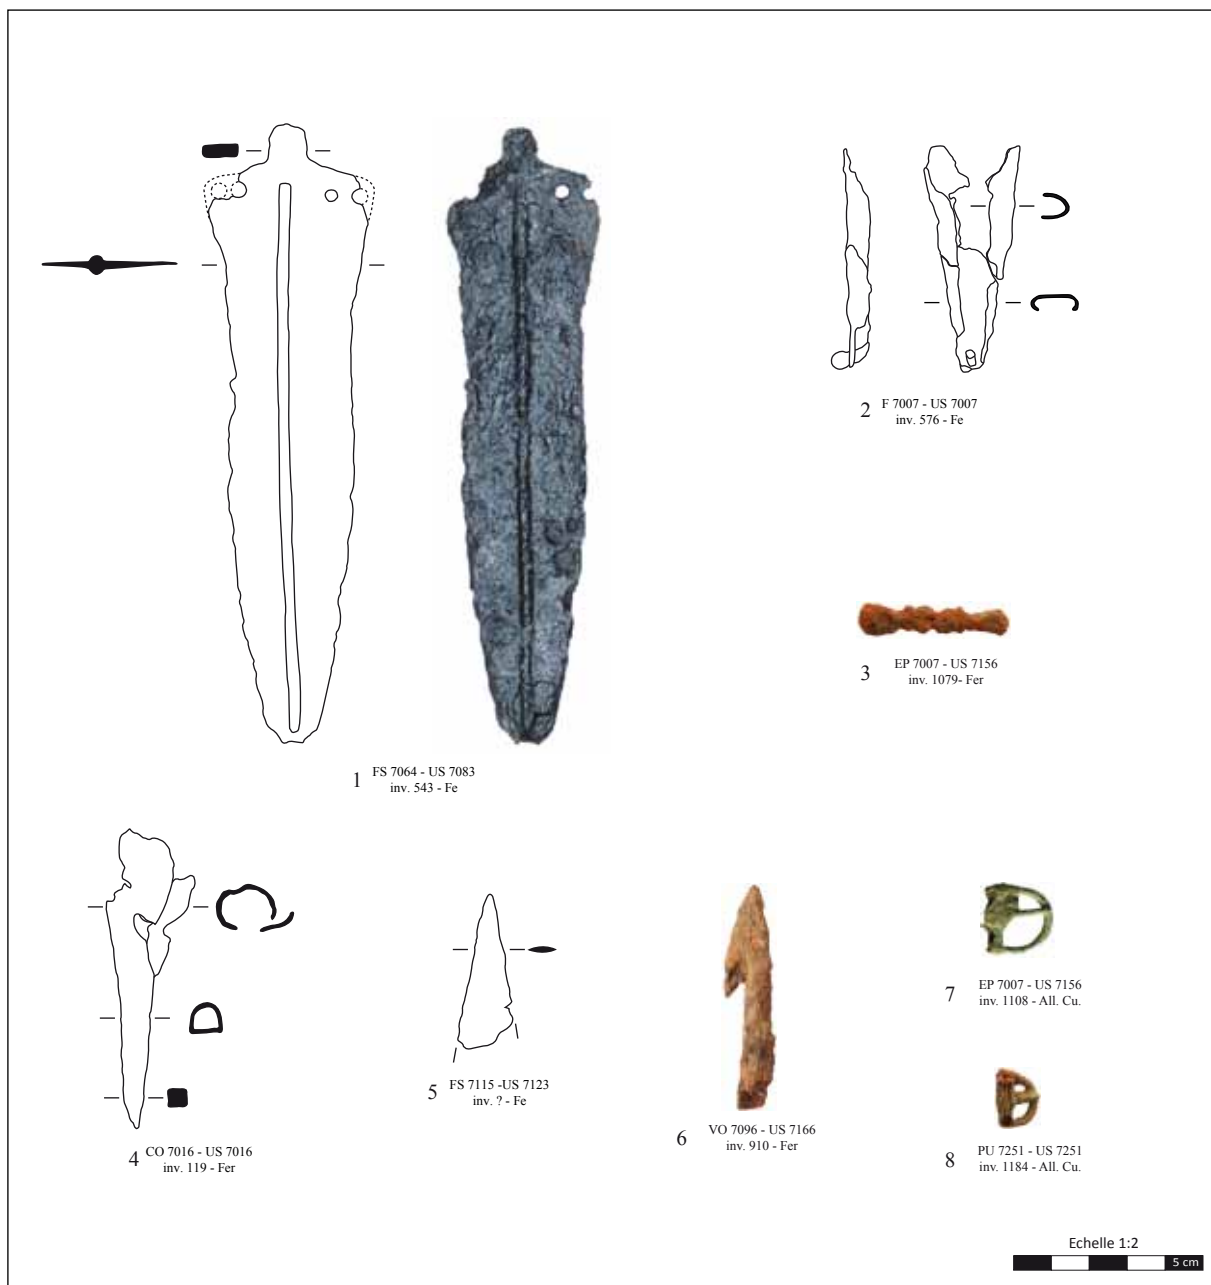 2 F 7007 - US 7007
inv. 576 - Fe
3 EP 7007 - US 7156
inv. 1079- Fer
1 FS 7064 - US 7083
inv. 543 - Fe
4 CO 7016 - US 7016
inv. 119 - Fer
5 FS 7115 -US 7123
inv. ? - Fe
6 VO 7096 - US 7166
inv. 910 - Fer
7 EP 7007 - US 7156
inv. 1108 - All. Cu.
8 PU 7251 - US 7251
inv. 1184 - All. Cu.
Echelle 1:2
5 cm